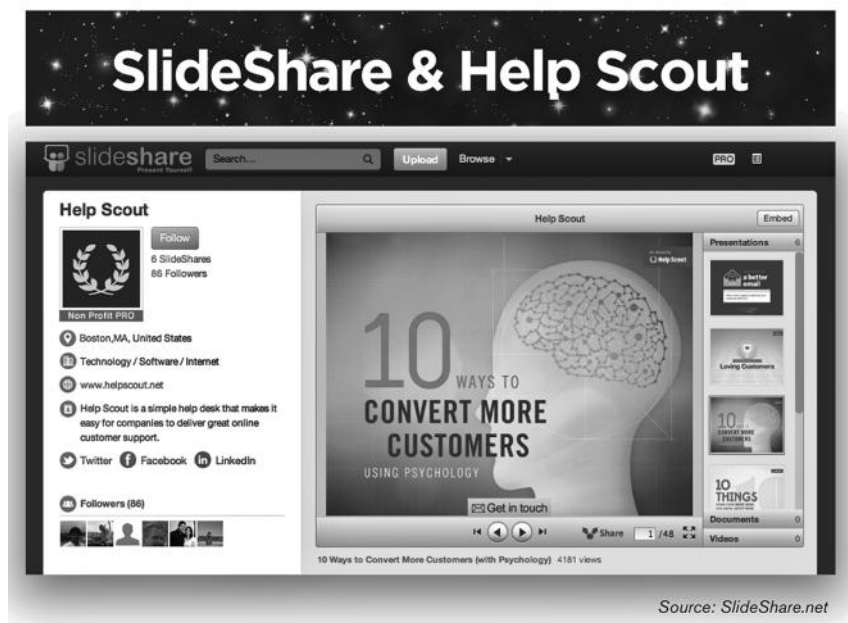 SlideShare & Help Scout
slideshare
Present Yourself
Search...
Upload
Browse
PRO
Help Scout
Follow
6 SlideShares
86 Followers
Non Profit PRO
Boston,MA, United States
Technology / Software / Internet
www.helpscout.net
Help Scout is a simple help desk that makes it
easy for companies to deliver great online
customer support.
Twitter Facebook LinkedIn
Followers (86)
Help Scout
Embed
Help Scout
10 WAYS TO
CONVERT MORE
CUSTOMERS
USING PSYCHOLOGY
Get in touch
Share 1 /48
Presentations 6
a better
email
Loving Customers
10 WAYS TO
CONVERT MORE
CUSTOMERS
10
THINGS
Documents 0
Videos 0
10 Ways to Convert More Customers (with Psychology) 4181 views
Source: SlideShare.net